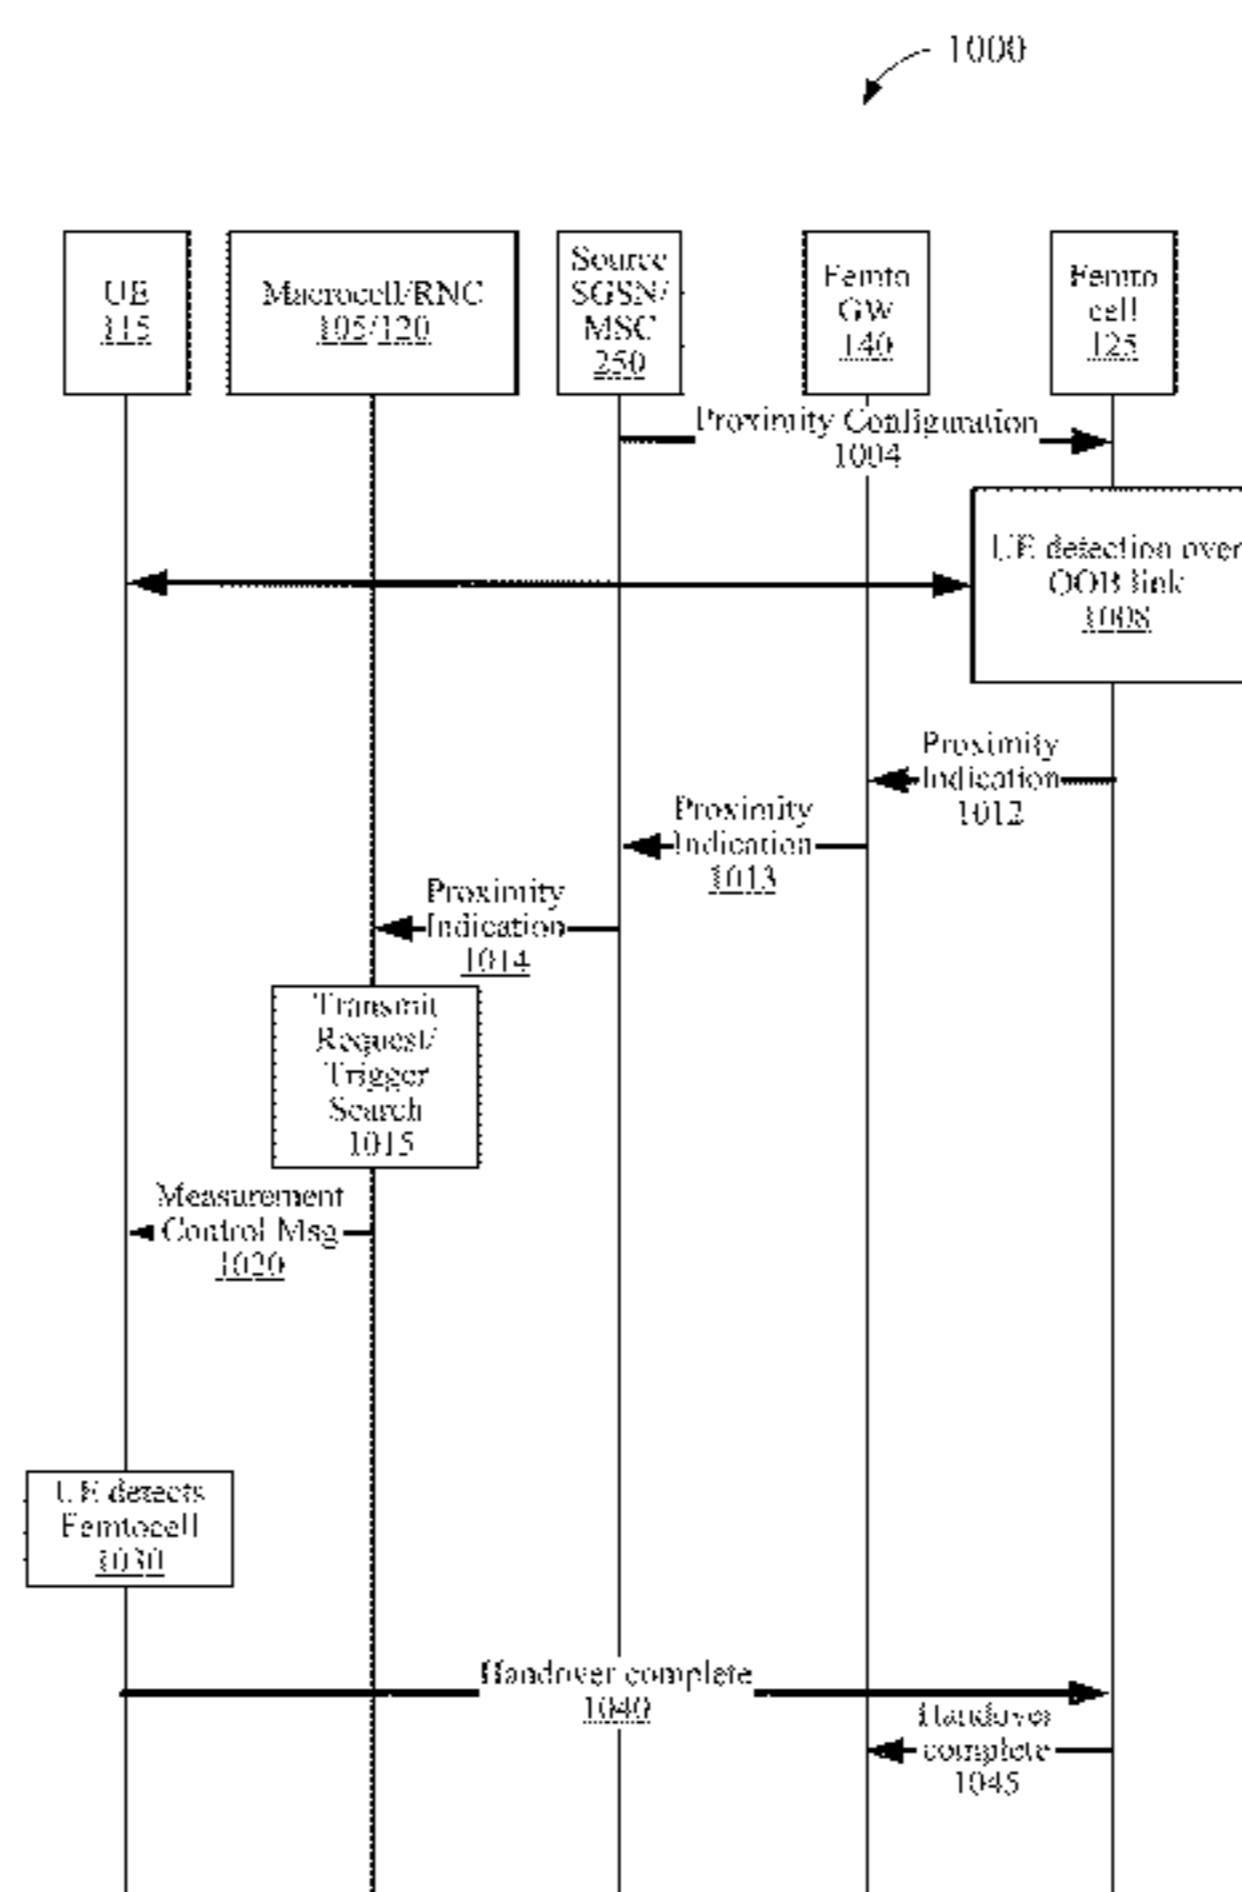 1000
UE
115
Macrocell/RNC
105/120
Source
SGSN/
MSC
250
Femto
GW
140
Femto
cell
125
Proximity Configuration
1004
UE detection over
OOB link
1008
Proximity
Indication
1012
Proximity
Indication
1013
Proximity
Indication
1014
Transmit
Request/
Trigger
Search
1015
Measurement
Control Msg
1020
UE detects
Femtocell
1030
Handover complete
1040
Handover
complete
1045